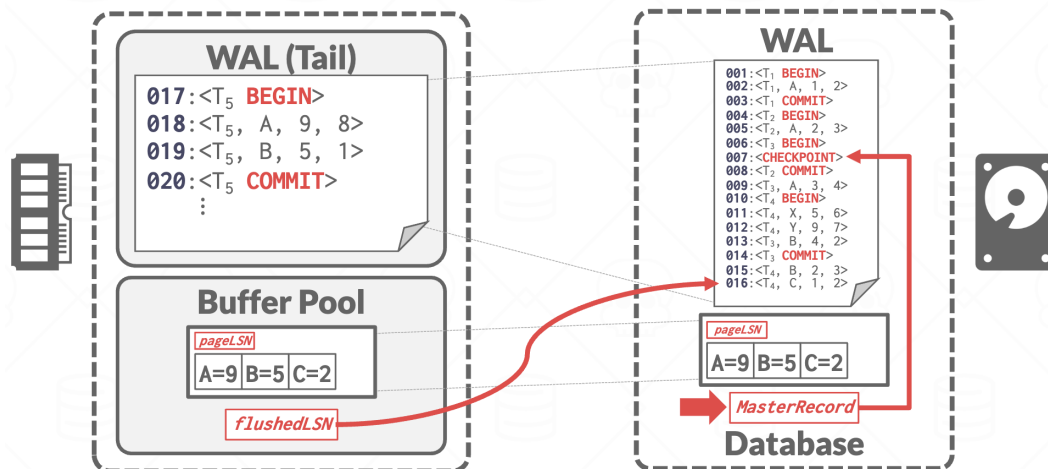 WAL (Tail)
017:<T₅ BEGIN>
018:<T₅, A, 9, 8>
019:<T₅, B, 5, 1>
020:<T₅ COMMIT>
⋮
Buffer Pool
pageLSN
A=9 B=5 C=2
flushedLSN
WAL
001:<T₁ BEGIN>
002:<T₁, A, 1, 2>
003:<T₁ COMMIT>
004:<T₂ BEGIN>
005:<T₂, A, 2, 3>
006:<T₃ BEGIN>
007:<CHECKPOINT>
008:<T₂ COMMIT>
009:<T₃, A, 3, 4>
010:<T₄ BEGIN>
011:<T₄, X, 5, 6>
012:<T₄, Y, 9, 7>
013:<T₄, B, 4, 2>
014:<T₃ COMMIT>
015:<T₄, B, 2, 3>
016:<T₄, C, 1, 2>
pageLSN
A=9 B=5 C=2
MasterRecord
Database